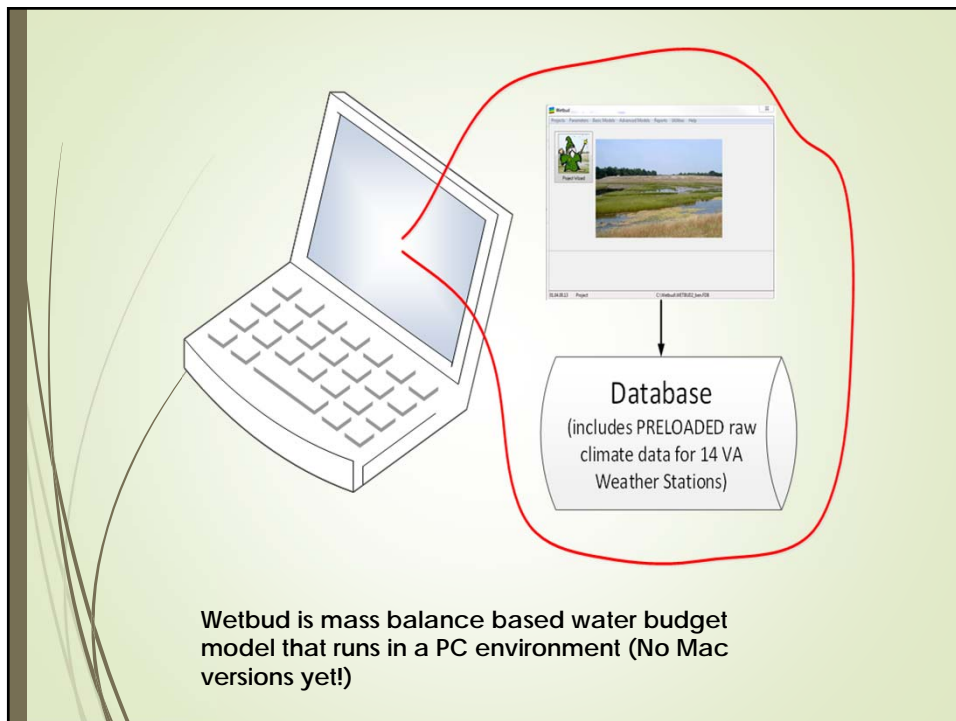 Wetbud
Projects Parameters Basic Models Advanced Models Reports Utilities Help
Project Wizard
Project
Database
(includes PRELOADED raw
climate data for 14 VA
Weather Stations)
Wetbud is mass balance based water budget
model that runs in a PC environment (No Mac
versions yet!)